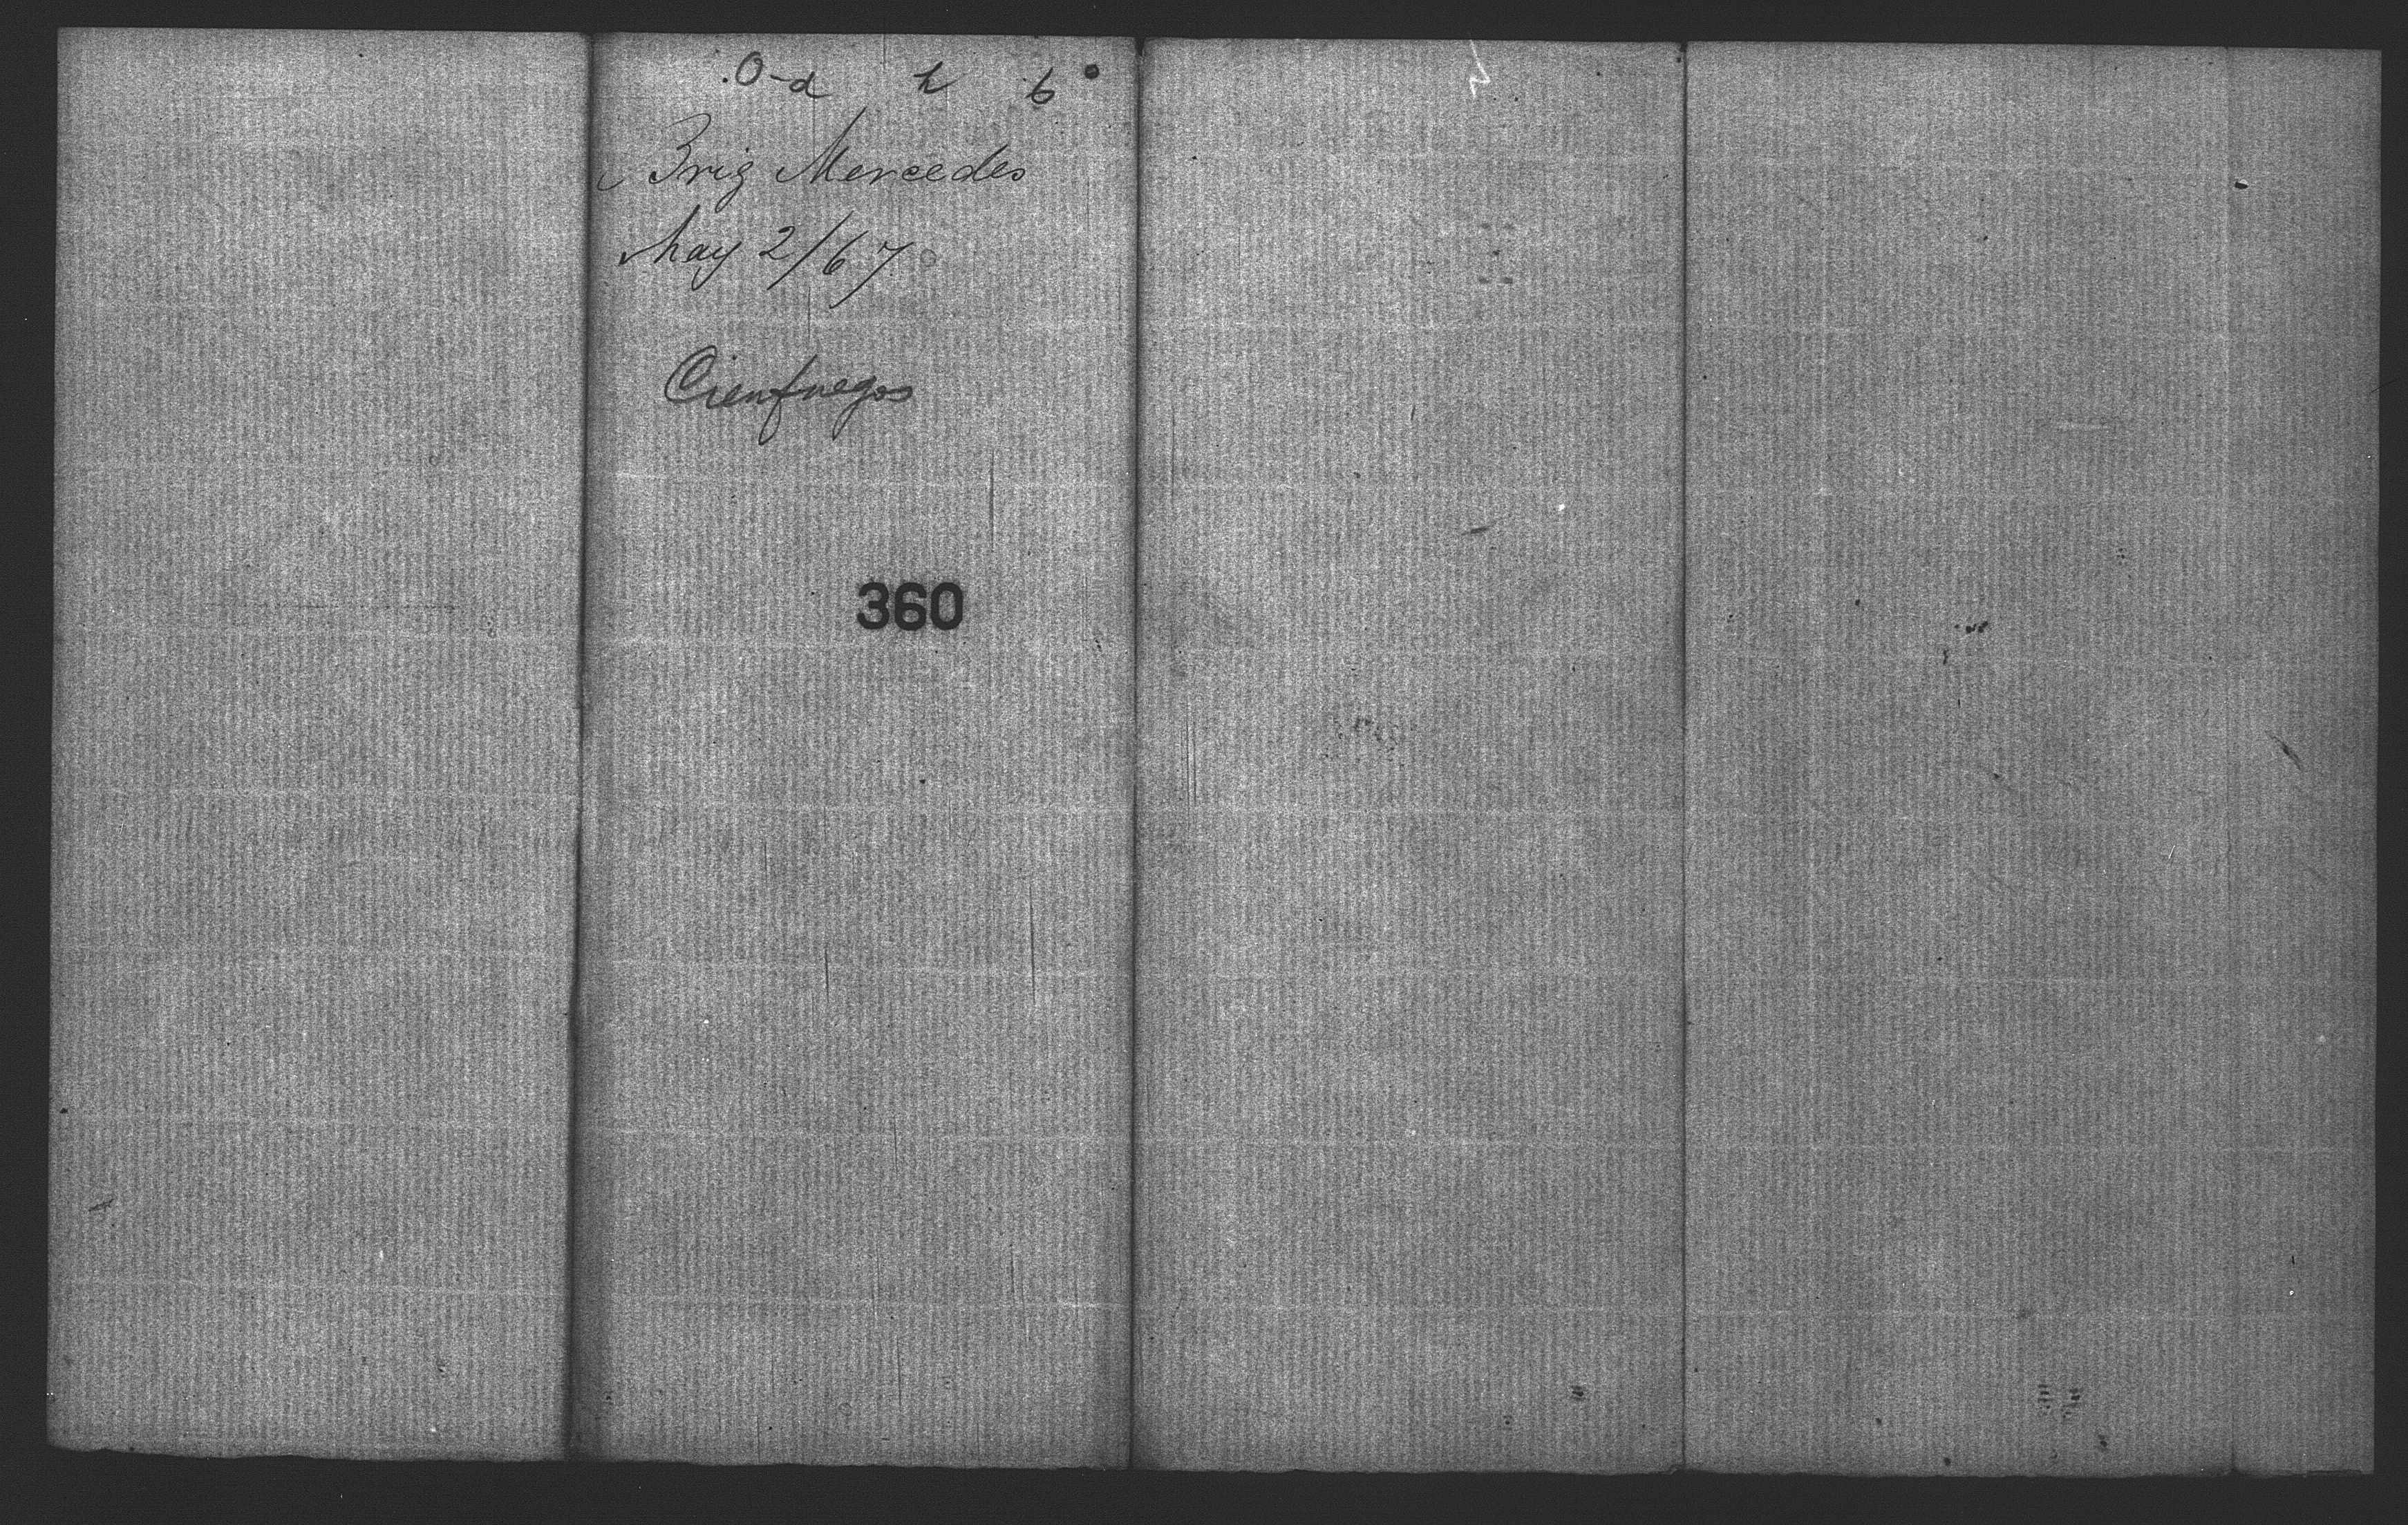 Brig Mercedes
May 2/67
Cienfuegos
360